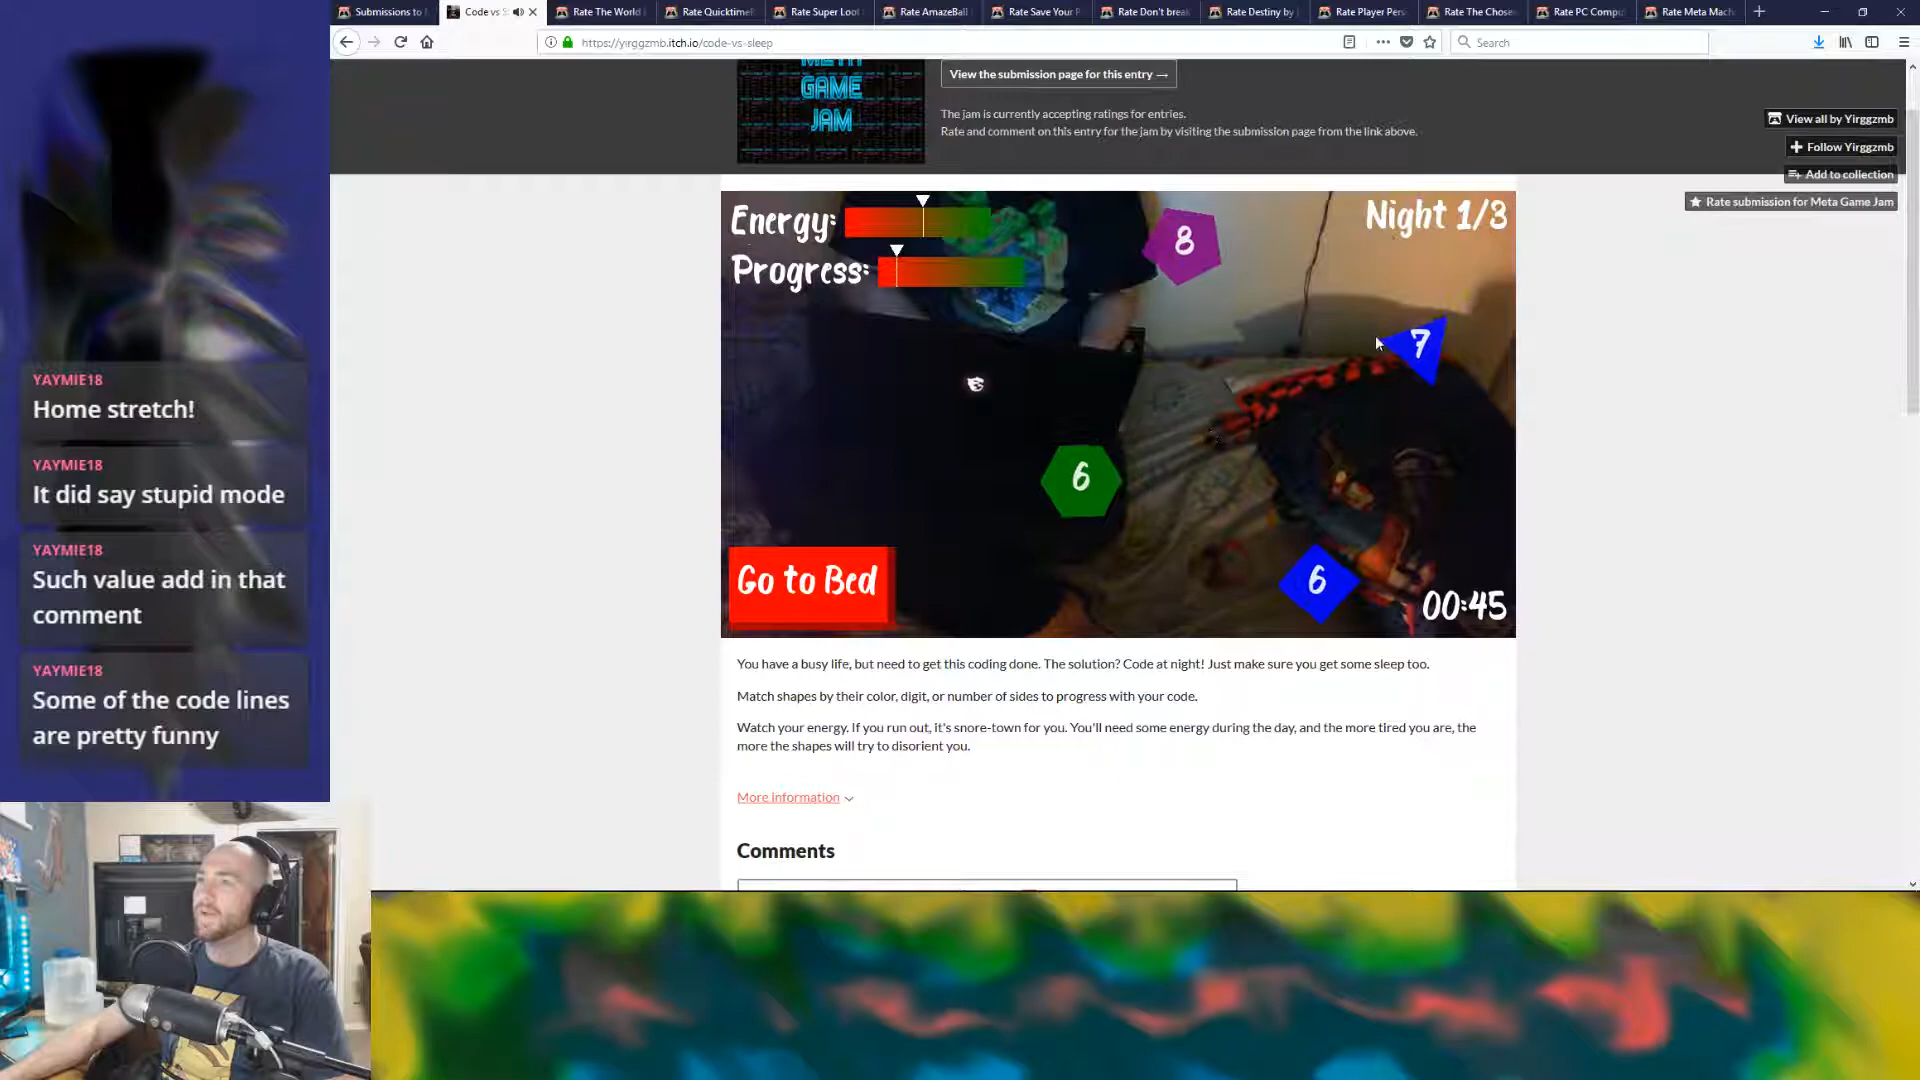 Submissions to
Code vs S
Rate The World
Rate Quicktime
Rate Super Loot
Rate AmazeBall
Rate Save Your P
Rate Don't break
Rate Destiny by
Rate Player Pers
Rate The Chose
Rate PC Compu
Rate Meta Mach
https://yirggzmb.itch.io/code-vs-sleep
Search
META
GAME
JAM
View the submission page for this entry →
The jam is currently accepting ratings for entries.
Rate and comment on this entry for the jam by visiting the submission page from the link above.
View all by Yirggzmb
Follow Yirggzmb
Add to collection
Rate submission for Meta Game Jam
Energy:
Progress:
Night 1/3
8
7
6
6
Go to Bed
00:45
You have a busy life, but need to get this coding done. The solution? Code at night! Just make sure you get some sleep too.
Match shapes by their color, digit, or number of sides to progress with your code.
Watch your energy. If you run out, it's snore-town for you. You'll need some energy during the day, and the more tired you are, the
more the shapes will try to disorient you.
More information
Comments
YAYMIE18
Home stretch!
YAYMIE18
It did say stupid mode
YAYMIE18
Such value add in that
comment
YAYMIE18
Some of the code lines
are pretty funny